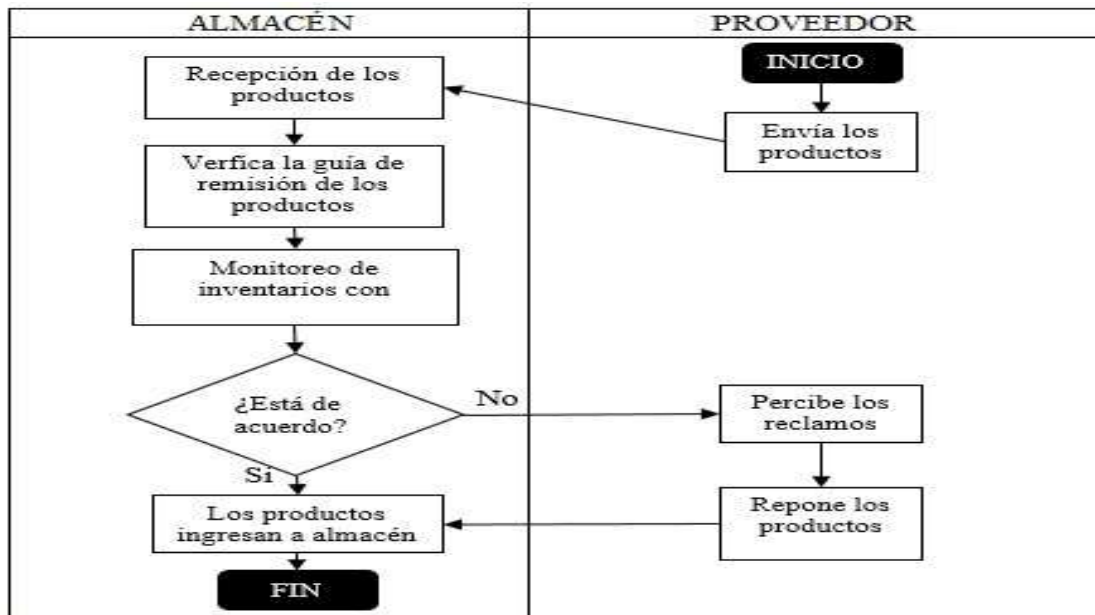 ALMACÉN
PROVEEDOR
INICIO
Envía los
productos
Recepción de los
productos
Verfica la guía de
remisión de los
productos
Monitoreo de
inventarios con
¿Está de
acuerdo?
No
Sí
Percibe los
reclamos
Repone los
productos
Los productos
ingresan a almacén
FIN